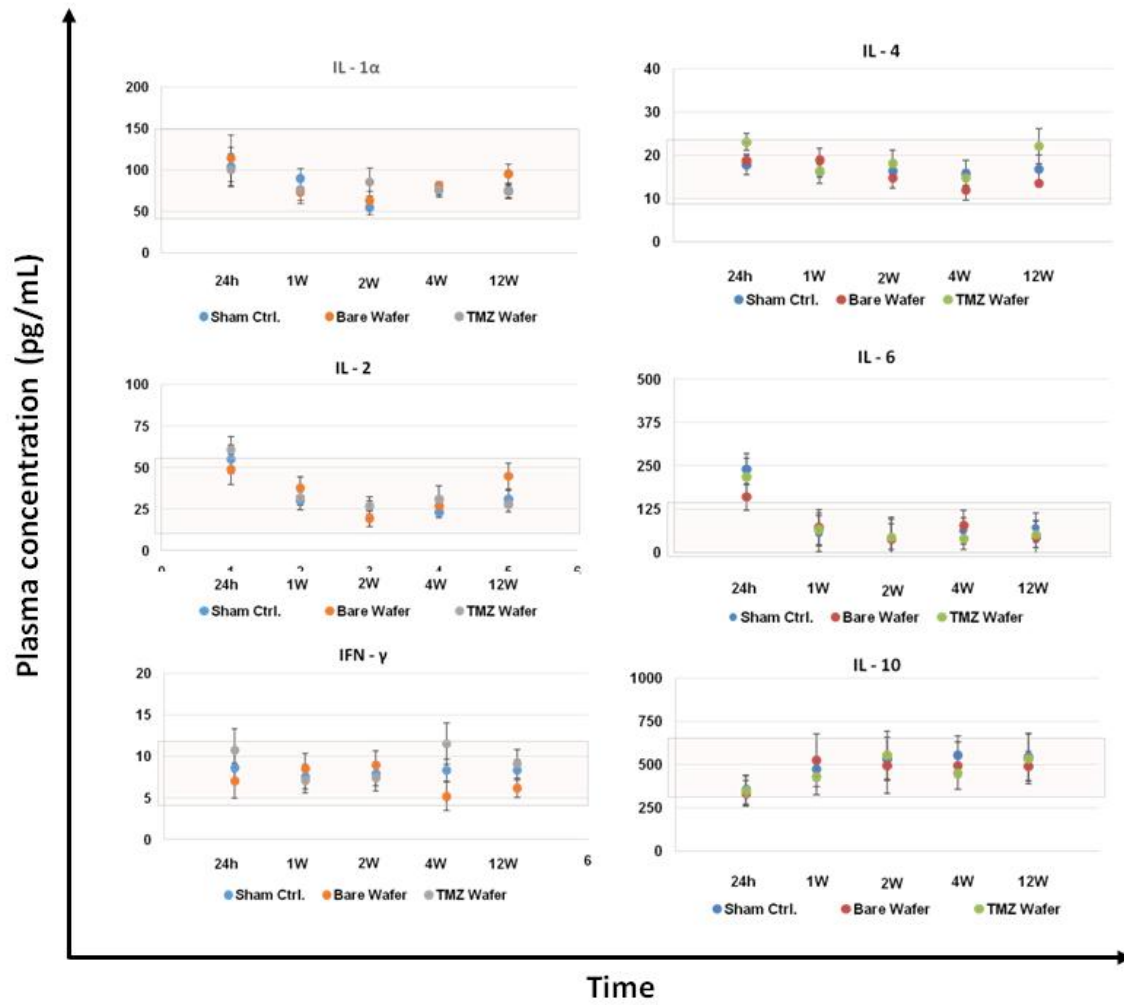 Plasma concentration (pg/mL)
IL - 1α
200
150
100
50
0
24h 1W 2W 4W 12W
Sham Ctrl. Bare Wafer TMZ Wafer
IL - 4
40
30
20
10
0
24h 1W 2W 4W 12W
Sham Ctrl. Bare Wafer TMZ Wafer
IL - 2
100
75
50
25
0
0 1 2 3 4 5 6
24h 1W 2W 4W 12W
Sham Ctrl. Bare Wafer TMZ Wafer
IL - 6
500
375
250
125
0
24h 1W 2W 4W 12W
Sham Ctrl. Bare Wafer TMZ Wafer
IFN - γ
20
15
10
5
0
24h 1W 2W 4W 12W 6
Sham Ctrl. Bare Wafer TMZ Wafer
IL - 10
1000
750
500
250
0
24h 1W 2W 4W 12W
Sham Ctrl. Bare Wafer TMZ Wafer
Time